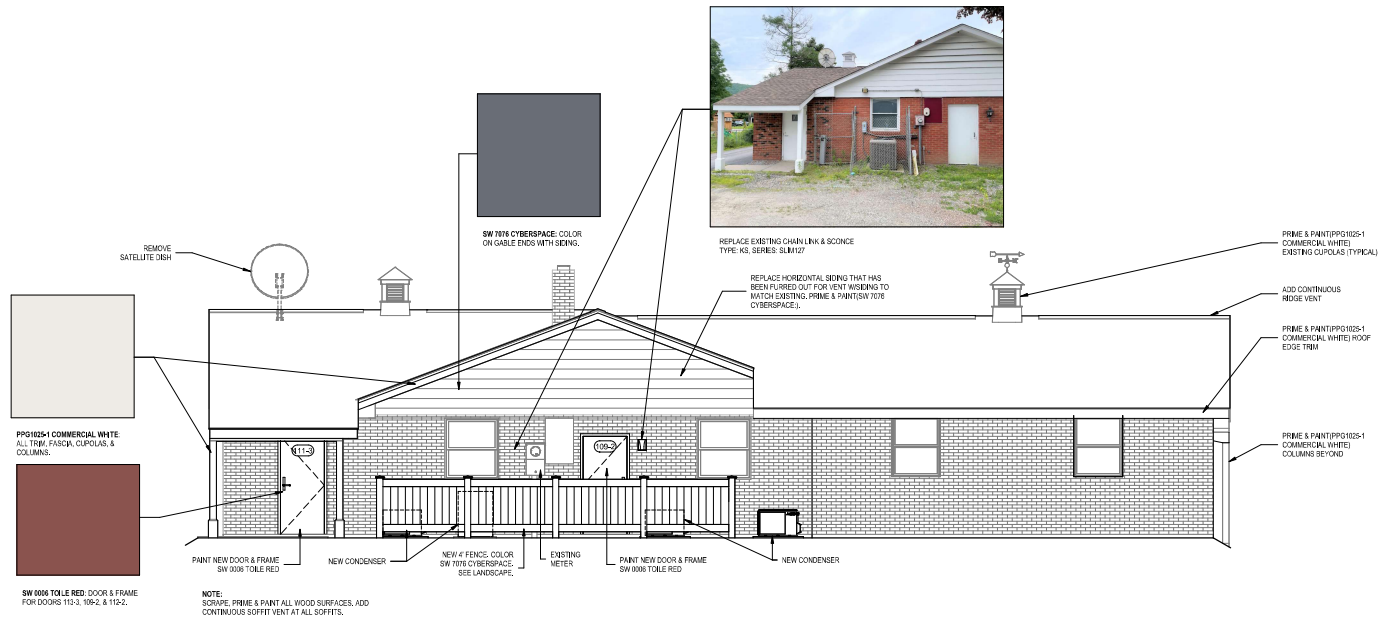 REPLACE EXISTING CHAIN LINK & SCONCE
TYPE: KS, SERIES: SLIM127
SW 7076 CYBERSPACE: COLOR
ON GABLE ENDS WITH SIDING.
REMOVE
SATELLITE DISH
REPLACE HORIZONTAL SIDING THAT HAS
BEEN FURRED OUT FOR VENT W/SIDING TO
MATCH EXISTING. PRIME & PAINT(SW 7076
CYBERSPACE:).
PRIME & PAINT(PPG1025-1
COMMERCIAL WHITE)
EXISTING CUPOLAS (TYPICAL)
ADD CONTINUOUS
RIDGE VENT
PRIME & PAINT(PPG1025-1
COMMERCIAL WHITE) ROOF
EDGE TRIM
PRIME & PAINT(PPG1025-1
COMMERCIAL WHITE)
COLUMNS BEYOND
PPG1025-1 COMMERCIAL WHITE:
ALL TRIM, FASCIA, CUPOLAS, &
COLUMNS.
111-3
109-2
PAINT NEW DOOR & FRAME
SW 0006 TOILE RED
NEW CONDENSER
NEW 4' FENCE. COLOR
SW 7076 CYBERSPACE.
SEE LANDSCAPE.
EXISTING
METER
PAINT NEW DOOR & FRAME
SW 0006 TOILE RED
NEW CONDENSER
SW 0006 TOILE RED: DOOR & FRAME
FOR DOORS 113-3, 109-2, & 112-2.
NOTE:
SCRAPE, PRIME & PAINT ALL WOOD SURFACES. ADD
CONTINUOUS SOFFIT VENT AT ALL SOFFITS.